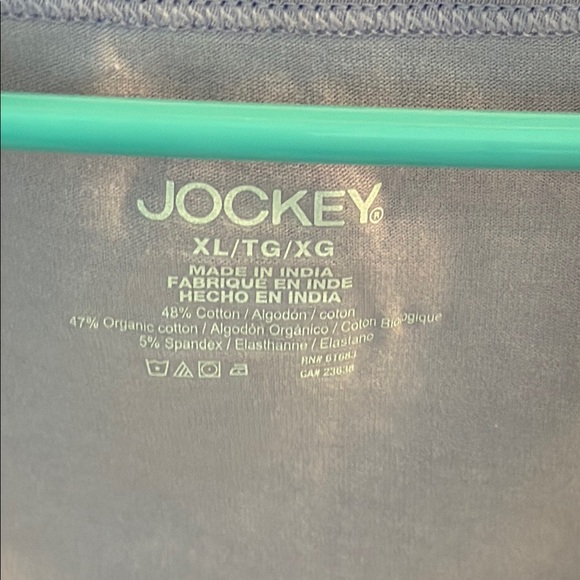 JOCKEY®
XL/TG/XG
MADE IN INDIA
FABRIQUÉ EN INDE
HECHO EN INDIA
48% Cotton / Algodón / coton
47% Organic cotton / Algodón Orgánico / Coton Biologique
5% Spandex / Elasthanne / Elastano
RN# 61683
CA# 23638